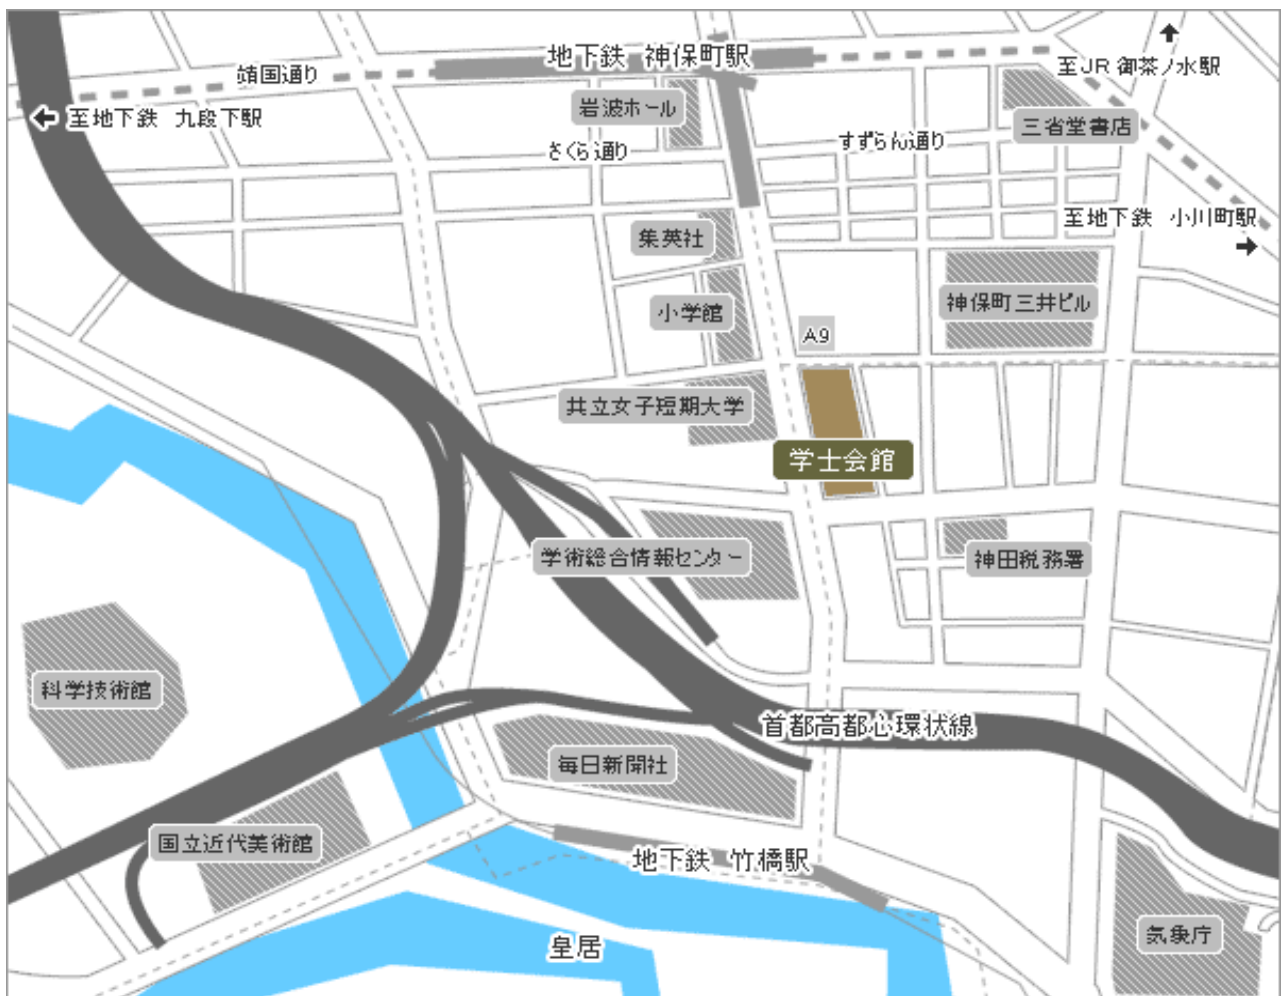 地下鉄 神保町駅
靖国通り
至JR 御茶ノ水駅
至地下鉄 九段下駅
岩波ホール
三省堂書店
さくら通り
すずらん通り
至地下鉄 小川町駅
集英社
小学館
神保町三井ビル
A9
共立女子短期大学
学士会館
学術総合情報センター
神田税務署
科学技術館
首都高都心環状線
毎日新聞社
国立近代美術館
地下鉄 竹橋駅
皇居
気象庁